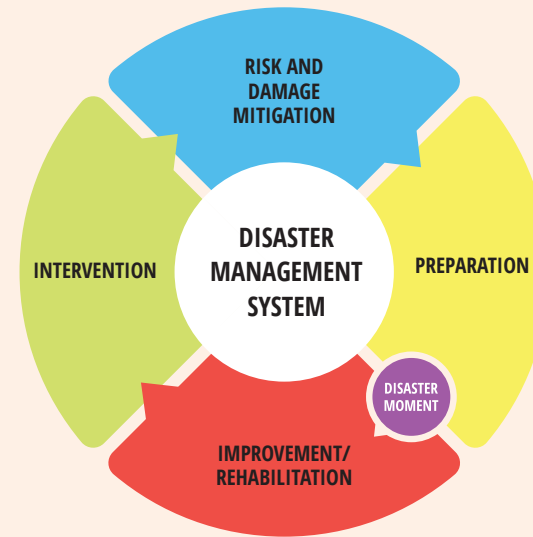 RISK AND
DAMAGE
MITIGATION
INTERVENTION
DISASTER
MANAGEMENT
SYSTEM
PREPARATION
DISASTER
MOMENT
IMPROVEMENT/
REHABILITATION